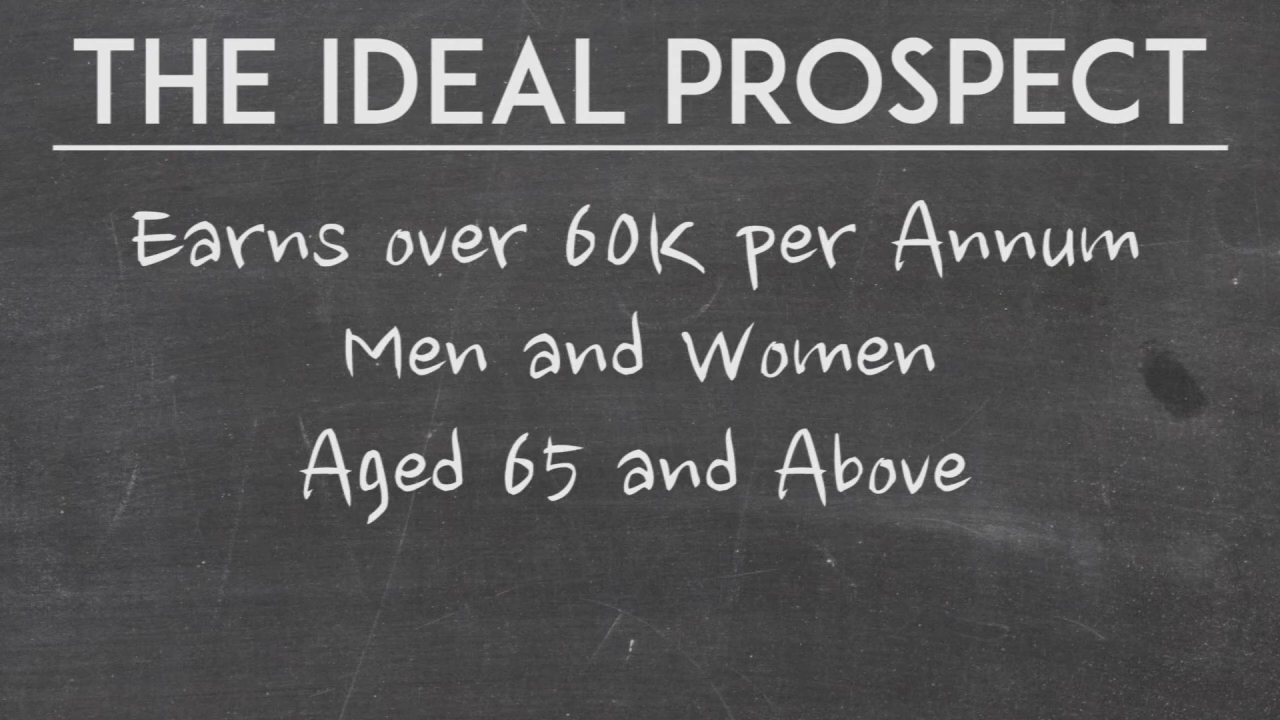 THE IDEAL PROSPECT
Earns over 60K per Annum
Men and Women
Aged 65 and Above